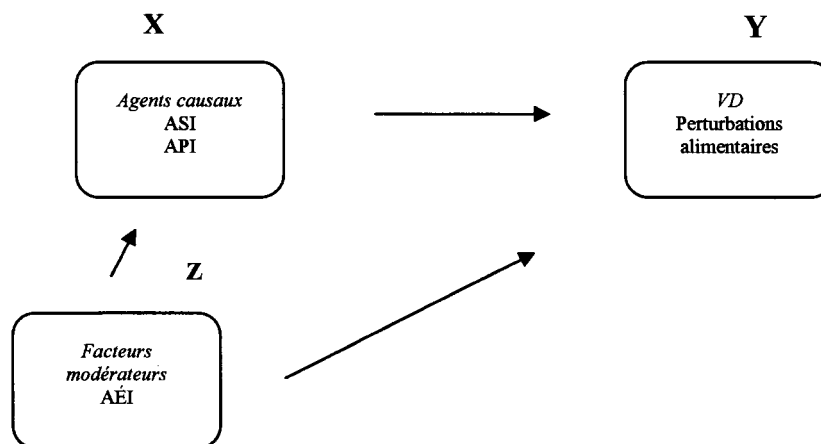 X
Y
Agents causaux
ASI
API
VD
Perturbations
alimentaires
Z
Facteurs
modérateurs
AÉI